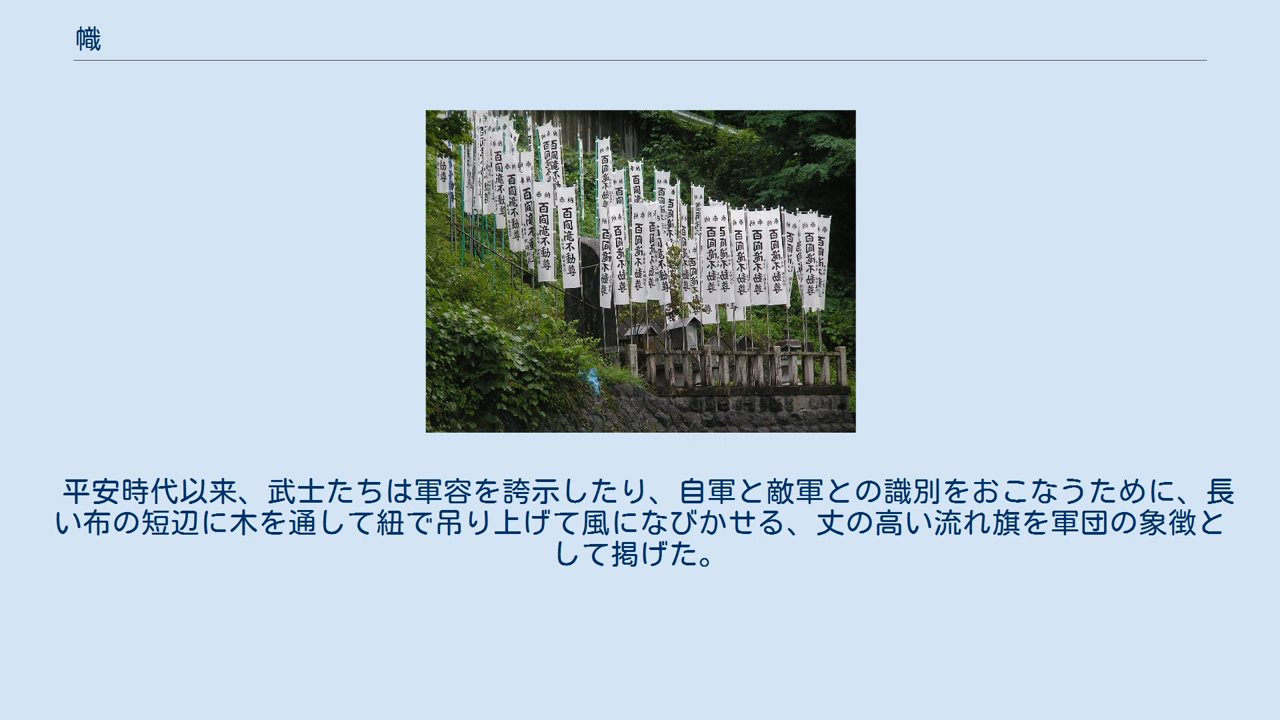 幟
奉納
百間滝不動尊
平安時代以来、武士たちは軍容を誇示したり、自軍と敵軍との識別をおこなうために、長
い布の短辺に木を通して紐で吊り上げて風になびかせる、丈の高い流れ旗を軍団の象徴と
して掲げた。